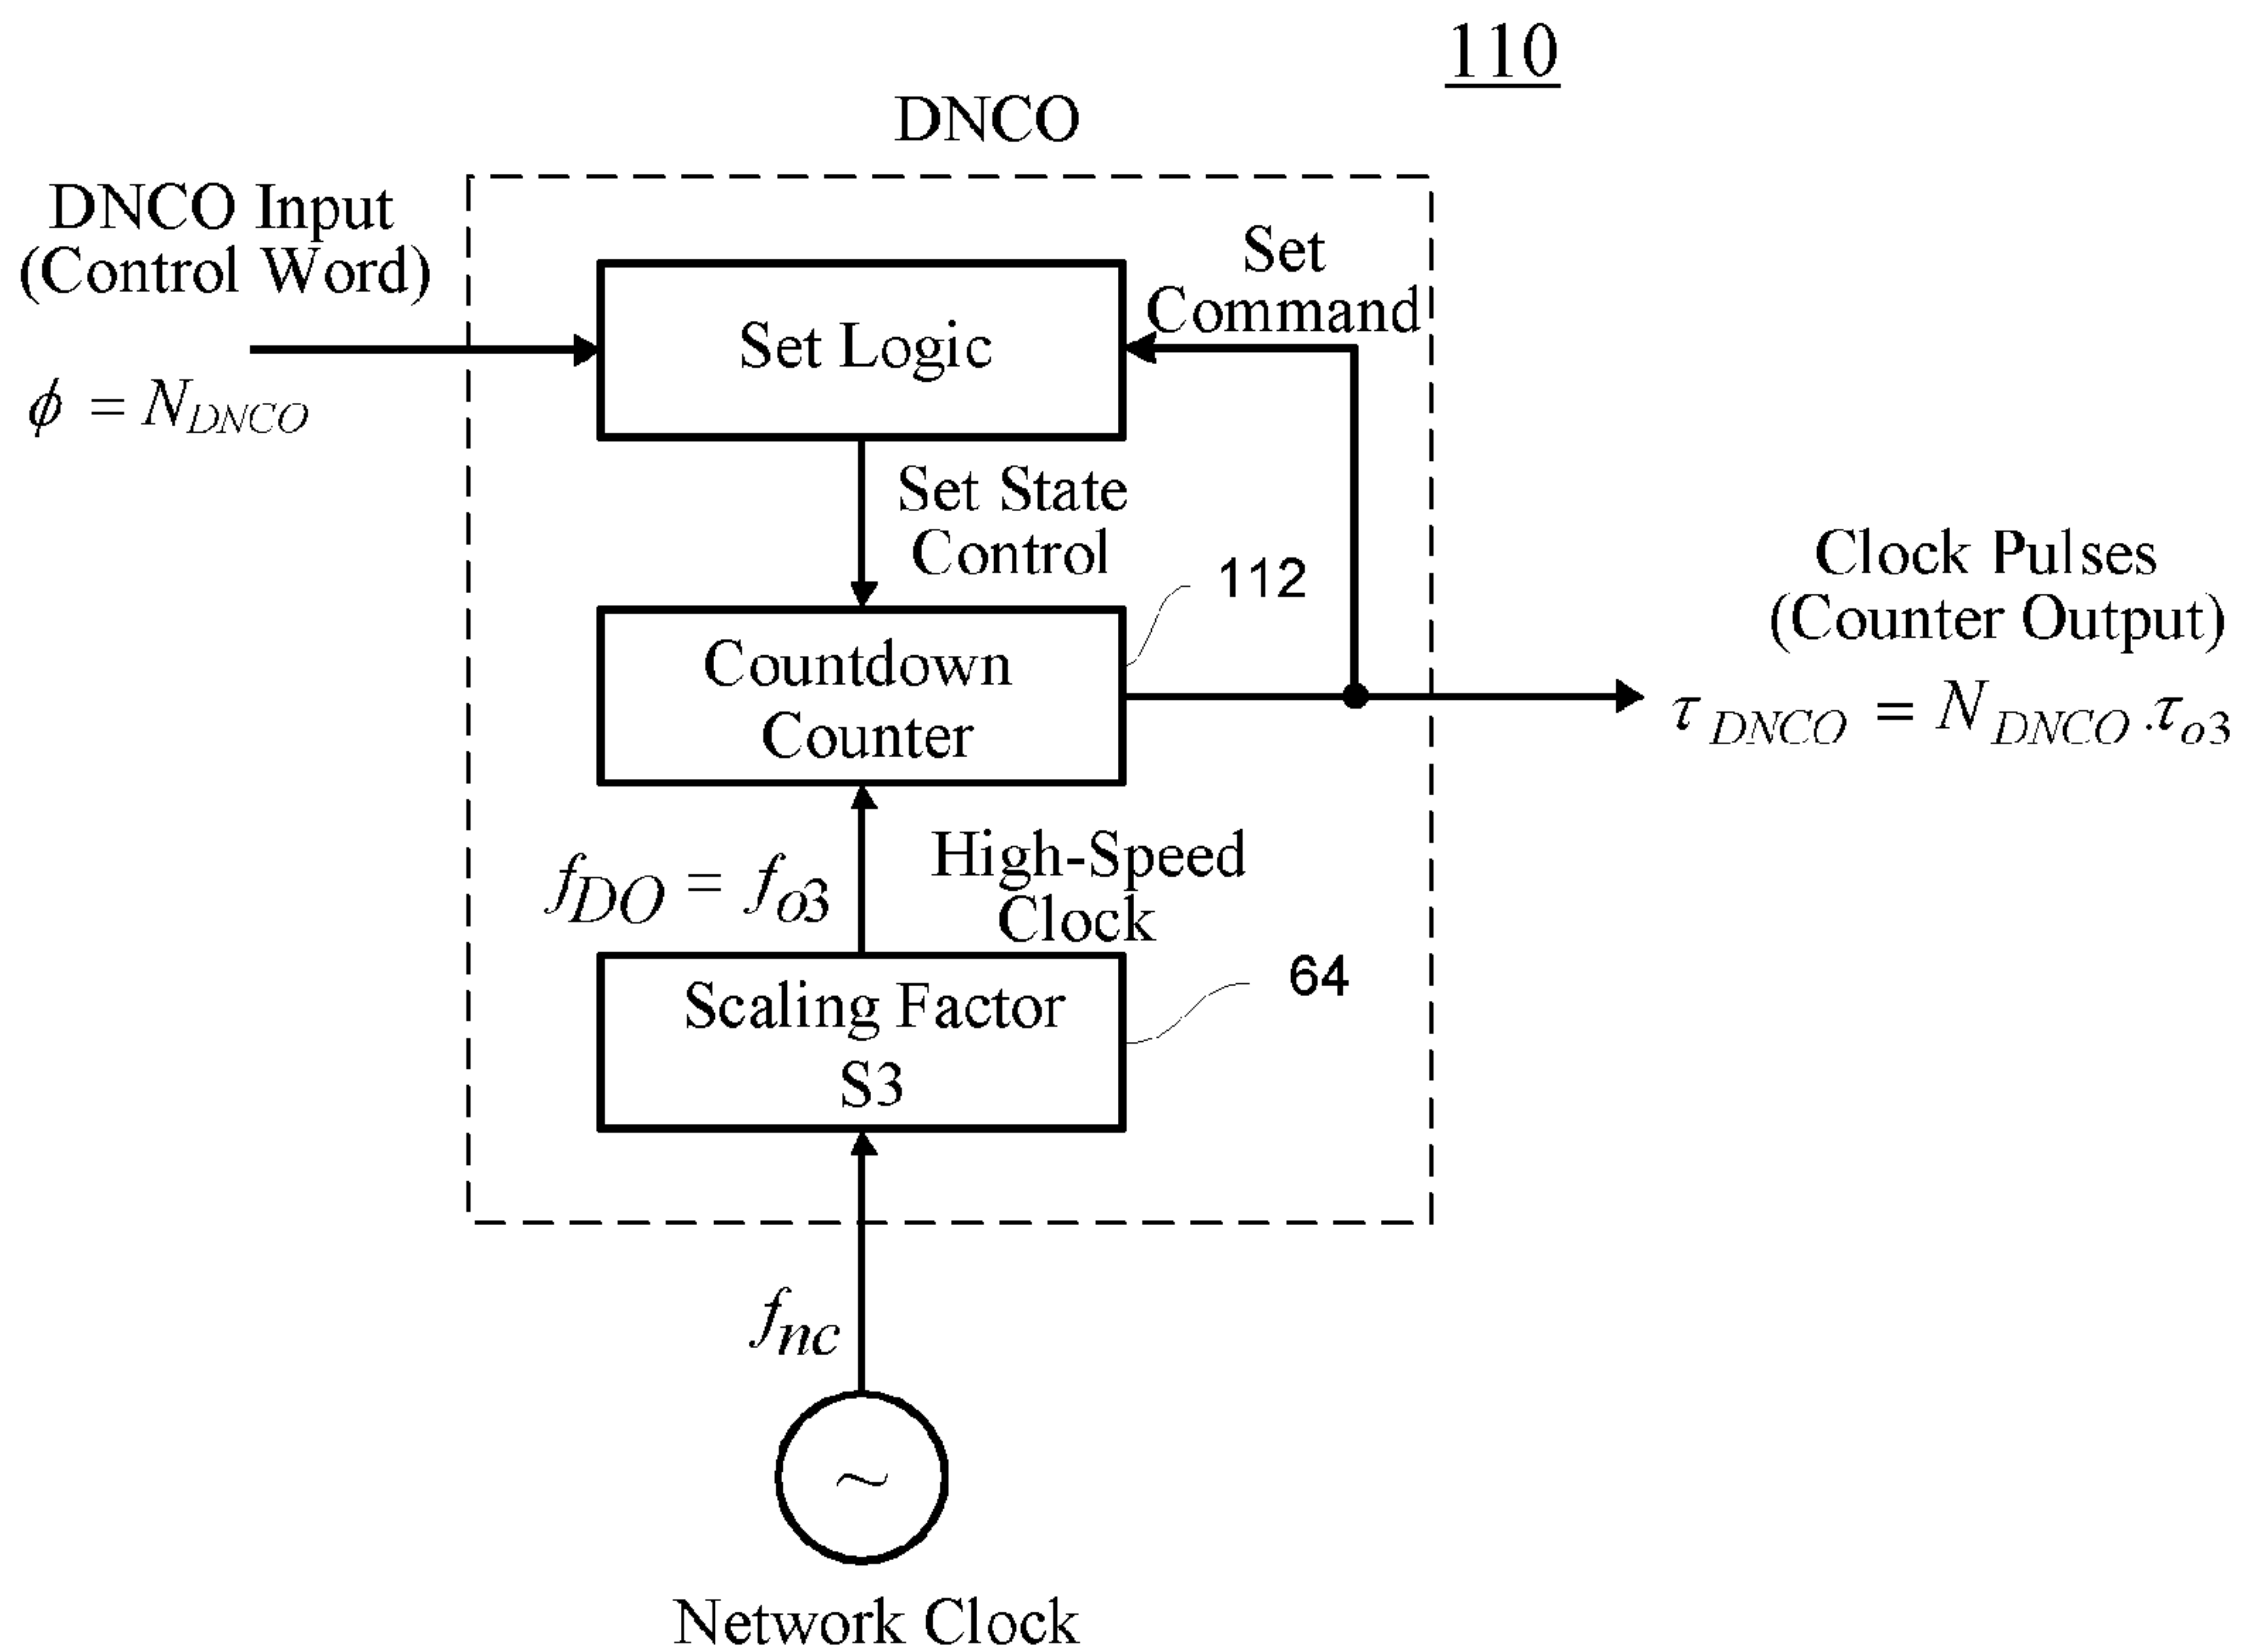 110
DNCO
DNCO Input
(Control Word)
ϕ = N_DNCO
Set
Command
Set Logic
Set State
Control
112
Countdown
Counter
Clock Pulses
(Counter Output)
τ_DNCO = N_DNCO .τ_o3
f_DO = f_o3
High-Speed
Clock
64
Scaling Factor
S3
f_nc
~
Network Clock